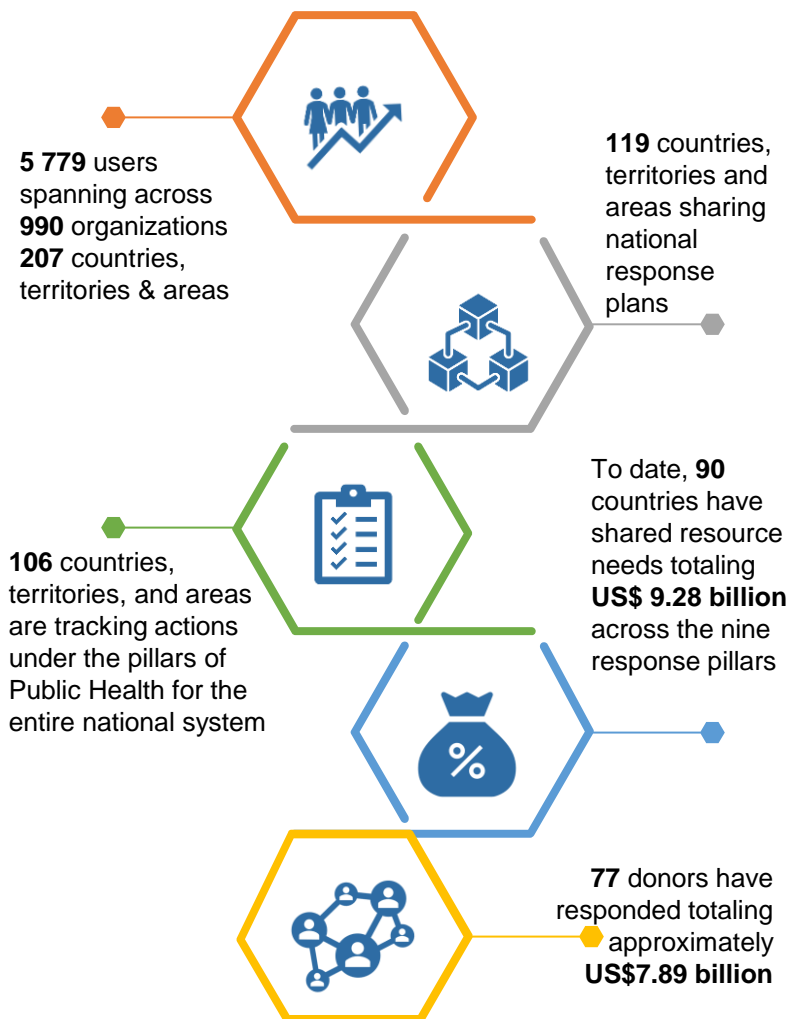 5 779 users
spanning across
990 organizations
207 countries,
territories & areas
119 countries,
territories and
areas sharing
national
response
plans
106 countries,
territories, and areas
are tracking actions
under the pillars of
Public Health for the
entire national system
To date, 90
countries have
shared resource
needs totaling
US$ 9.28 billion
across the nine
response pillars
%
77 donors have
responded totaling
approximately
US$7.89 billion